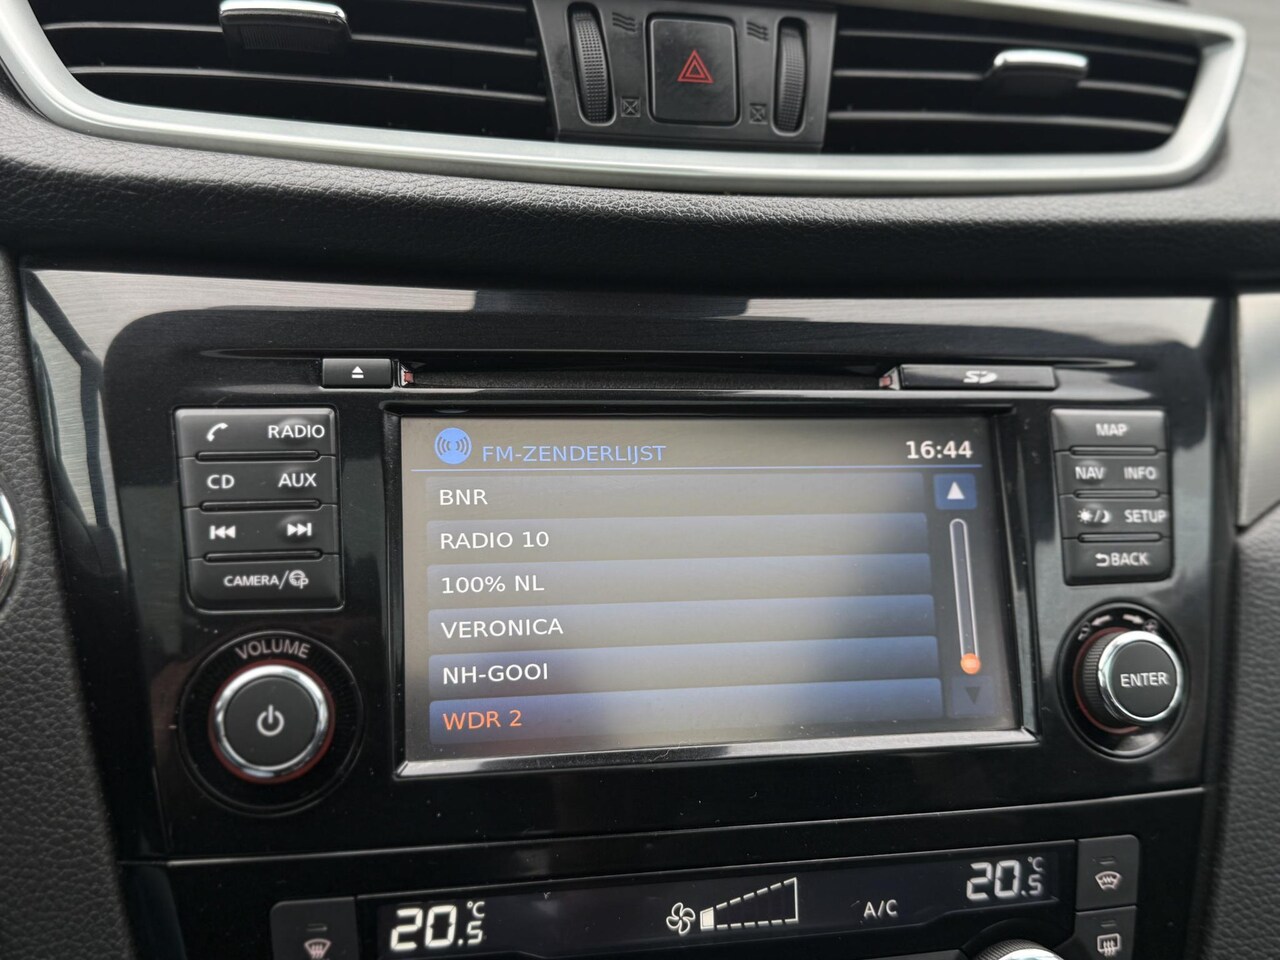 SD
RADIO
CD AUX
CAMERA/
VOLUME
FM-ZENDERLIJST 16:44
BNR
RADIO 10
100% NL
VERONICA
NH-GOOI
WDR 2
MAP
NAV INFO
SETUP
BACK
ENTER
20.5 °C
A/C
20.5 °C